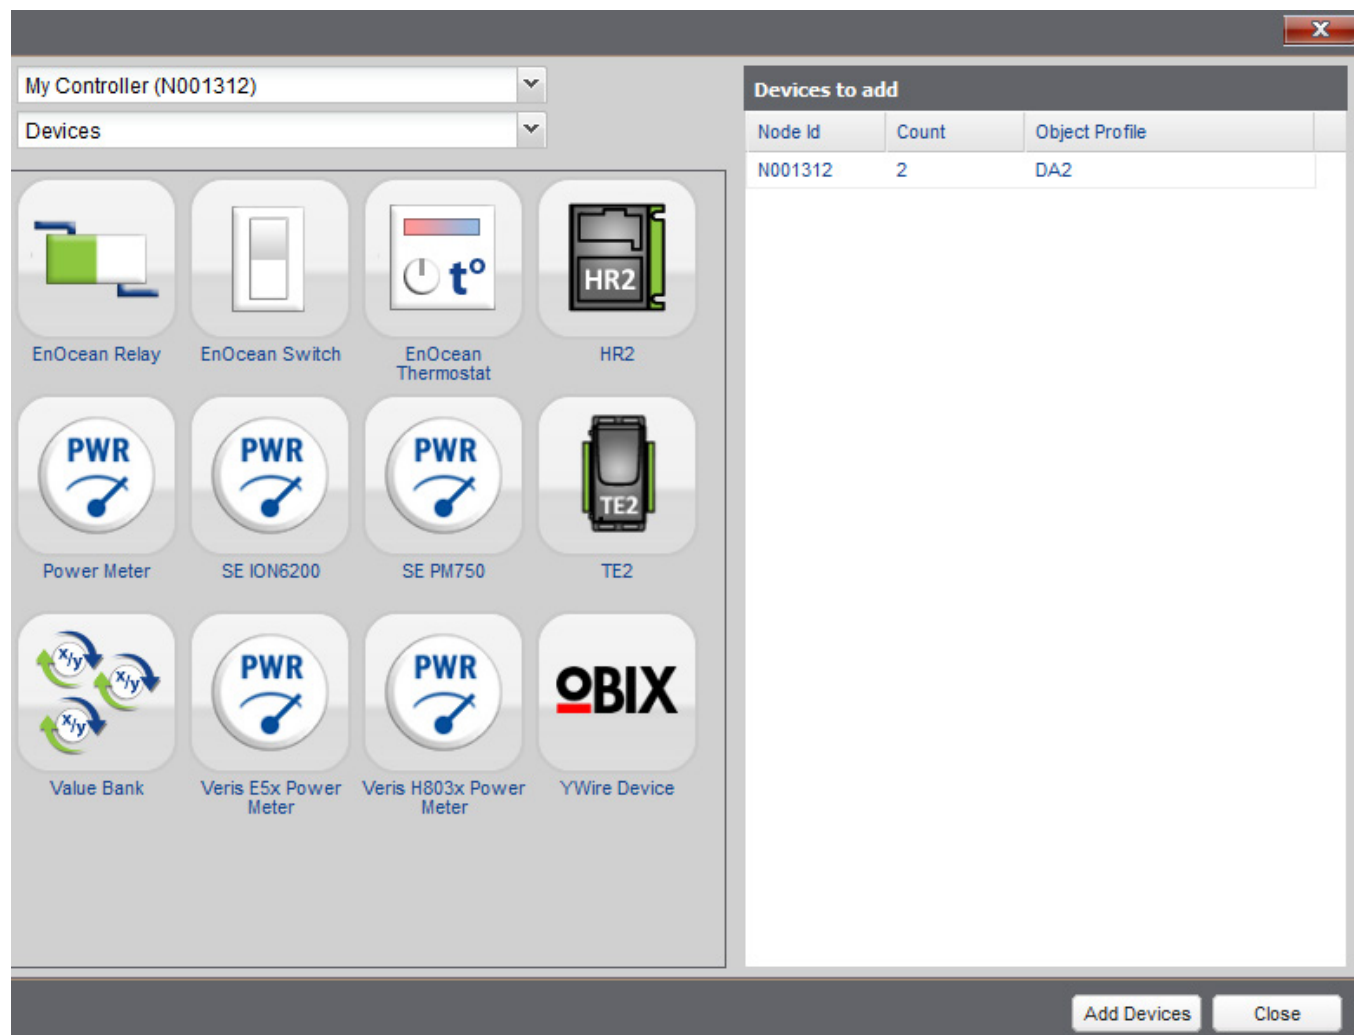 X
My Controller (N001312)
Devices
Devices to add
Node Id Count Object Profile
N001312 2 DA2
t°
HR2
EnOcean Relay EnOcean Switch EnOcean HR2
Thermostat
PWR PWR PWR
TE2
Power Meter SE ION6200 SE PM750 TE2
x/y x/y x/y
PWR PWR
OBIX
Value Bank Veris E5x Power Veris H803x Power YWire Device
Meter Meter
Add Devices Close